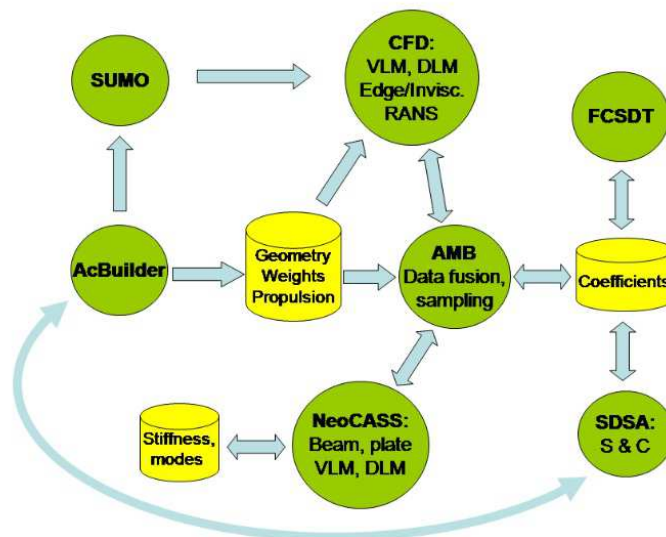 CFD:
VLM, DLM
Edge/Invisc.
RANS
SUMO
FCSDT
AcBuilder
Geometry
Weights
Propulsion
AMB
Data fusion,
sampling
Coefficients
NeoCASS:
Beam, plate
VLM, DLM
Stiffness,
modes
SDSA:
S & C